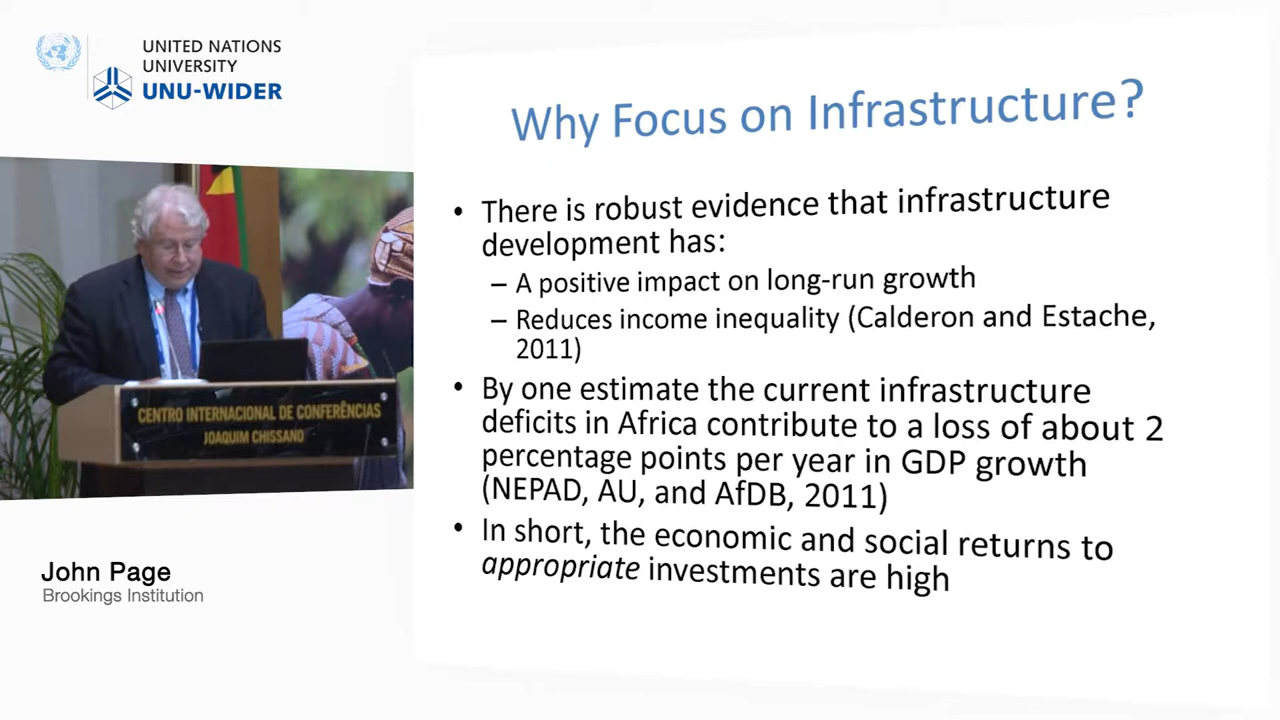 UNITED NATIONS
UNIVERSITY
UNU-WIDER
Why Focus on Infrastructure?
• There is robust evidence that infrastructure
development has:
– A positive impact on long-run growth
– Reduces income inequality (Calderon and Estache,
2011)
• By one estimate the current infrastructure
deficits in Africa contribute to a loss of about 2
percentage points per year in GDP growth
(NEPAD, AU, and AfDB, 2011)
• In short, the economic and social returns to
appropriate investments are high
CENTRO INTERNACIONAL DE CONFERÊNCIAS
JOAQUIM CHISSANO
John Page
Brookings Institution